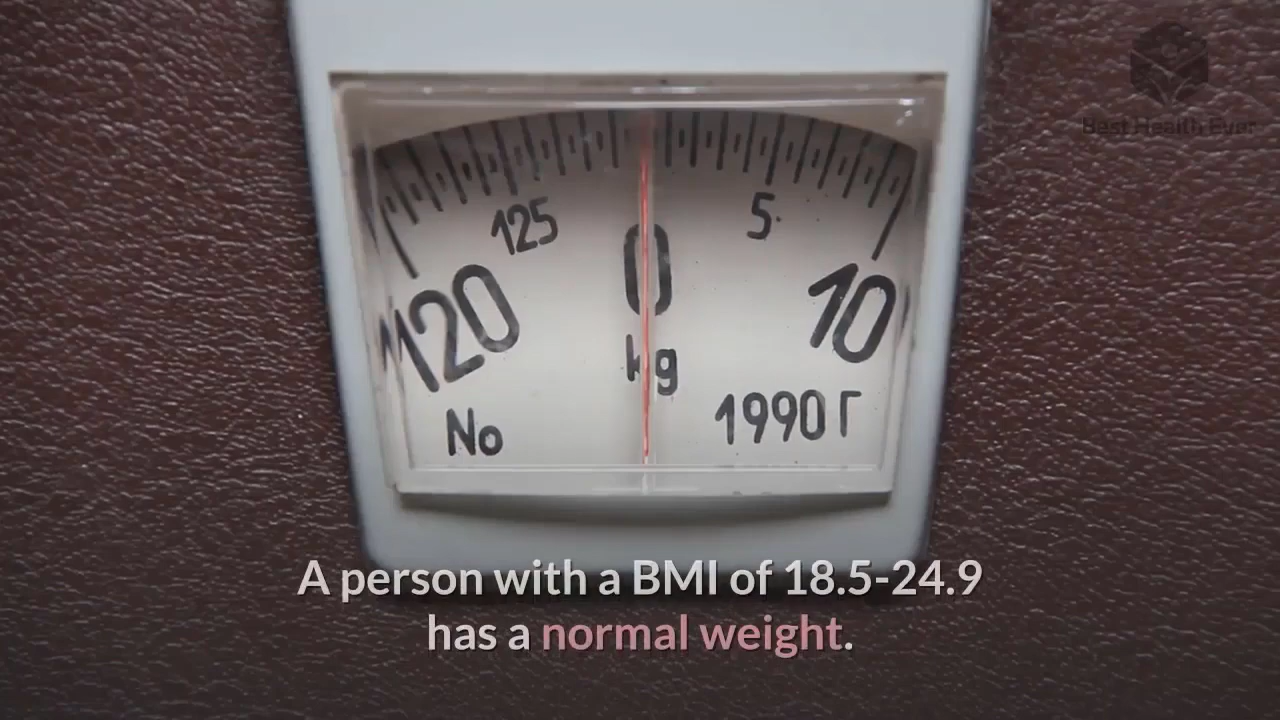 Best Health Ever
125
5
0
120
10
kg
No
1990 Г
A person with a BMI of 18.5-24.9
has a normal weight.